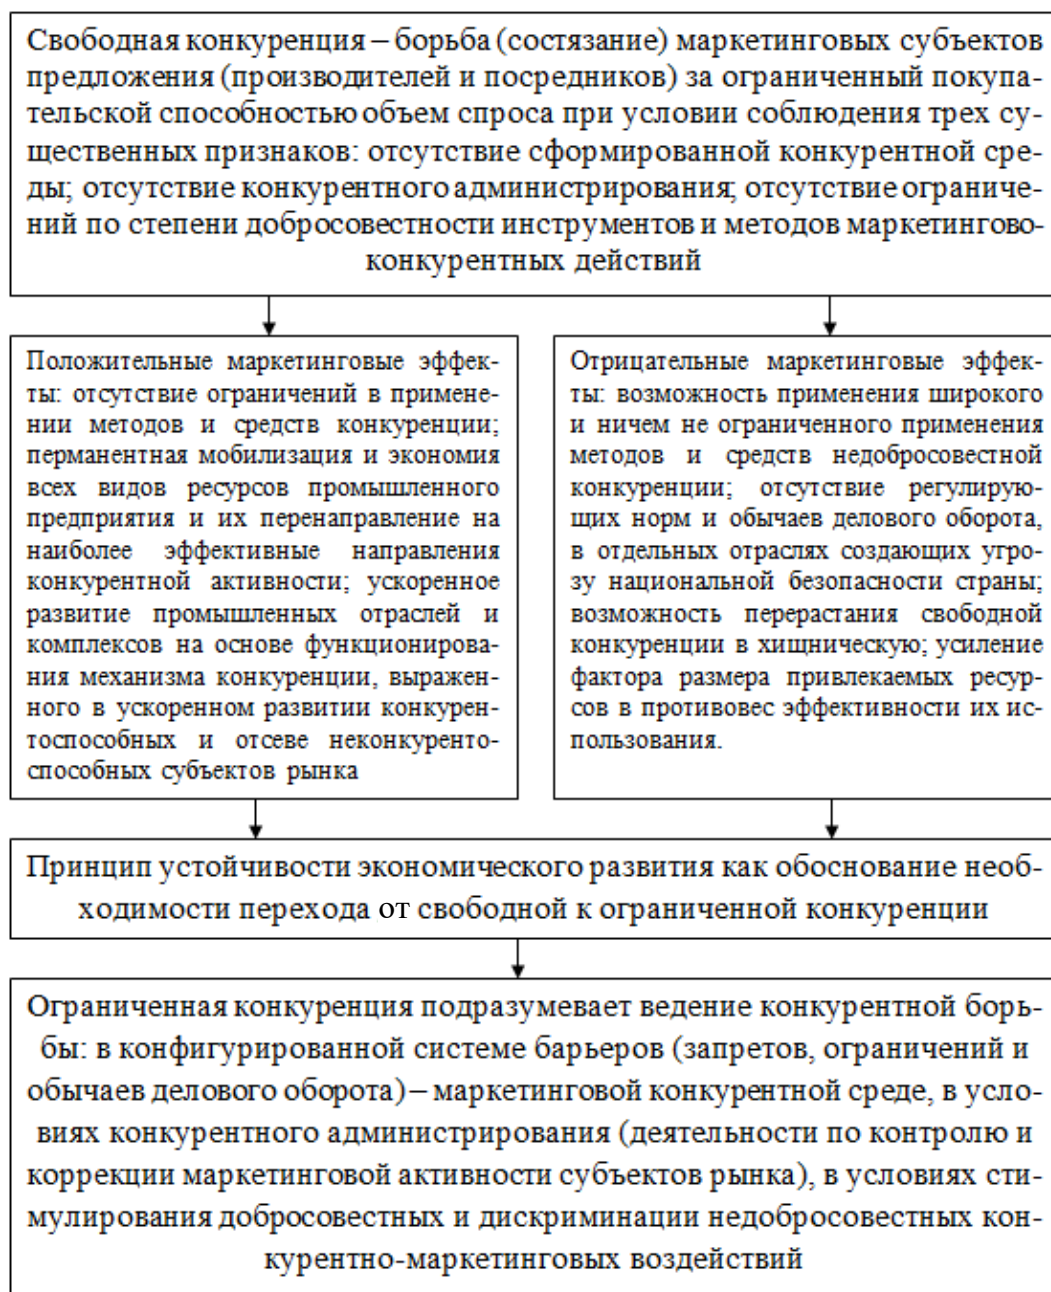 Свободная конкуренция – борьба (состязание) маркетинговых субъектов
предложения (производителей и посредников) за ограниченный покупа-
тельской способностью объем спроса при условии соблюдения трех су-
щественных признаков: отсутствие сформированной конкурентной сре-
ды; отсутствие конкурентного администрирования; отсутствие ограниче-
ний по степени добросовестности инструментов и методов маркетингово-
конкурентных действий
Положительные маркетинговые эффек-
ты: отсутствие ограничений в примене-
нии методов и средств конкуренции;
перманентная мобилизация и экономия
всех видов ресурсов промышленного
предприятия и их перенаправление на
наиболее эффективные направления
конкурентной активности; ускоренное
развитие промышленных отраслей и
комплексов на основе функционирова-
ния механизма конкуренции, выражен-
ного в ускоренном развитии конкурен-
тоспособных и отсеве неконкуренто-
способных субъектов рынка
Отрицательные маркетинговые эффек-
ты: возможность применения широкого
и ничем не ограниченного применения
методов и средств недобросовестной
конкуренции; отсутствие регулирую-
щих норм и обычаев делового оборота,
в отдельных отраслях создающих угро-
зу национальной безопасности страны;
возможность перерастания свободной
конкуренции в хищническую; усиление
фактора размера привлекаемых ресур-
сов в противовес эффективности их ис-
пользования.
Принцип устойчивости экономического развития как обоснование необ-
ходимости перехода от свободной к ограниченной конкуренции
Ограниченная конкуренция подразумевает ведение конкурентной борь-
бы: в конфигурированной системе барьеров (запретов, ограничений и
обычаев делового оборота) – маркетинговой конкурентной среде, в усло-
виях конкурентного администрирования (деятельности по контролю и
коррекции маркетинговой активности субъектов рынка), в условиях сти-
мулирования добросовестных и дискриминации недобросовестных кон-
курентно-маркетинговых воздействий